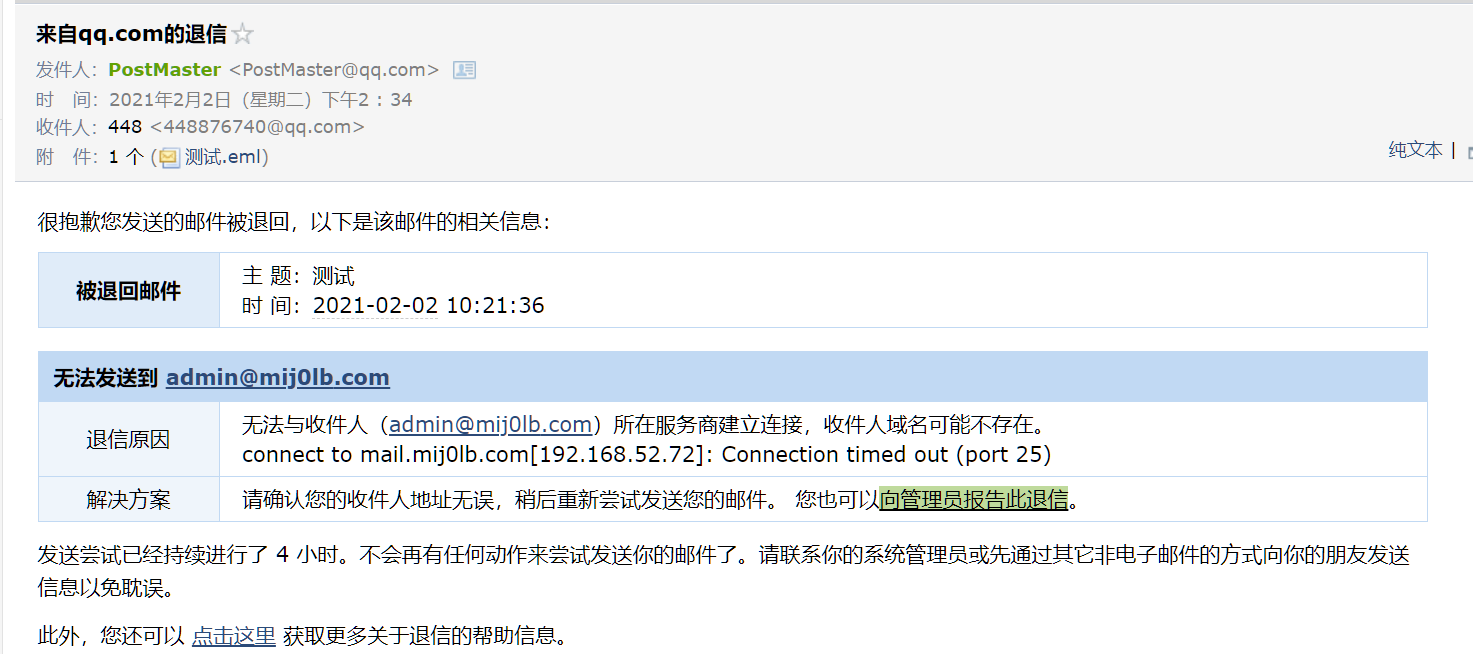 来自qq.com的退信
发件人：PostMaster <PostMaster@qq.com>
时 间：2021年2月2日（星期二）下午2：34
收件人：448 <448876740@qq.com>
附 件：1 个 (测试.eml)
纯文本 |
很抱歉您发送的邮件被退回，以下是该邮件的相关信息：
被退回邮件
主 题：测试
时 间：2021-02-02 10:21:36
无法发送到 admin@mij0lb.com
退信原因
无法与收件人（admin@mij0lb.com）所在服务商建立连接，收件人域名可能不存在。
connect to mail.mij0lb.com[192.168.52.72]: Connection timed out (port 25)
解决方案
请确认您的收件人地址无误，稍后重新尝试发送您的邮件。 您也可以向管理员报告此退信。
发送尝试已经持续进行了 4 小时。不会再有任何动作来尝试发送你的邮件了。请联系你的系统管理员或先通过其它非电子邮件的方式向你的朋友发送
信息以免耽误。
此外，您还可以 点击这里 获取更多关于退信的帮助信息。